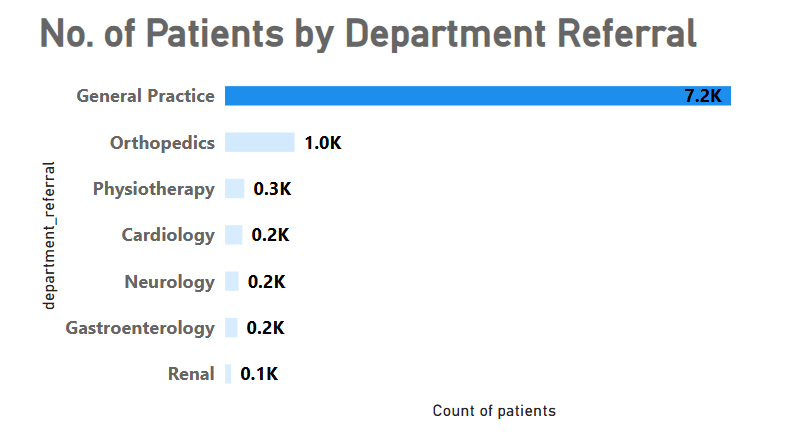 No. of Patients by Department Referral
General Practice 7.2K
Orthopedics 1.0K
Physiotherapy 0.3K
Cardiology 0.2K
Neurology 0.2K
Gastroenterology 0.2K
Renal 0.1K
department_referral
Count of patients